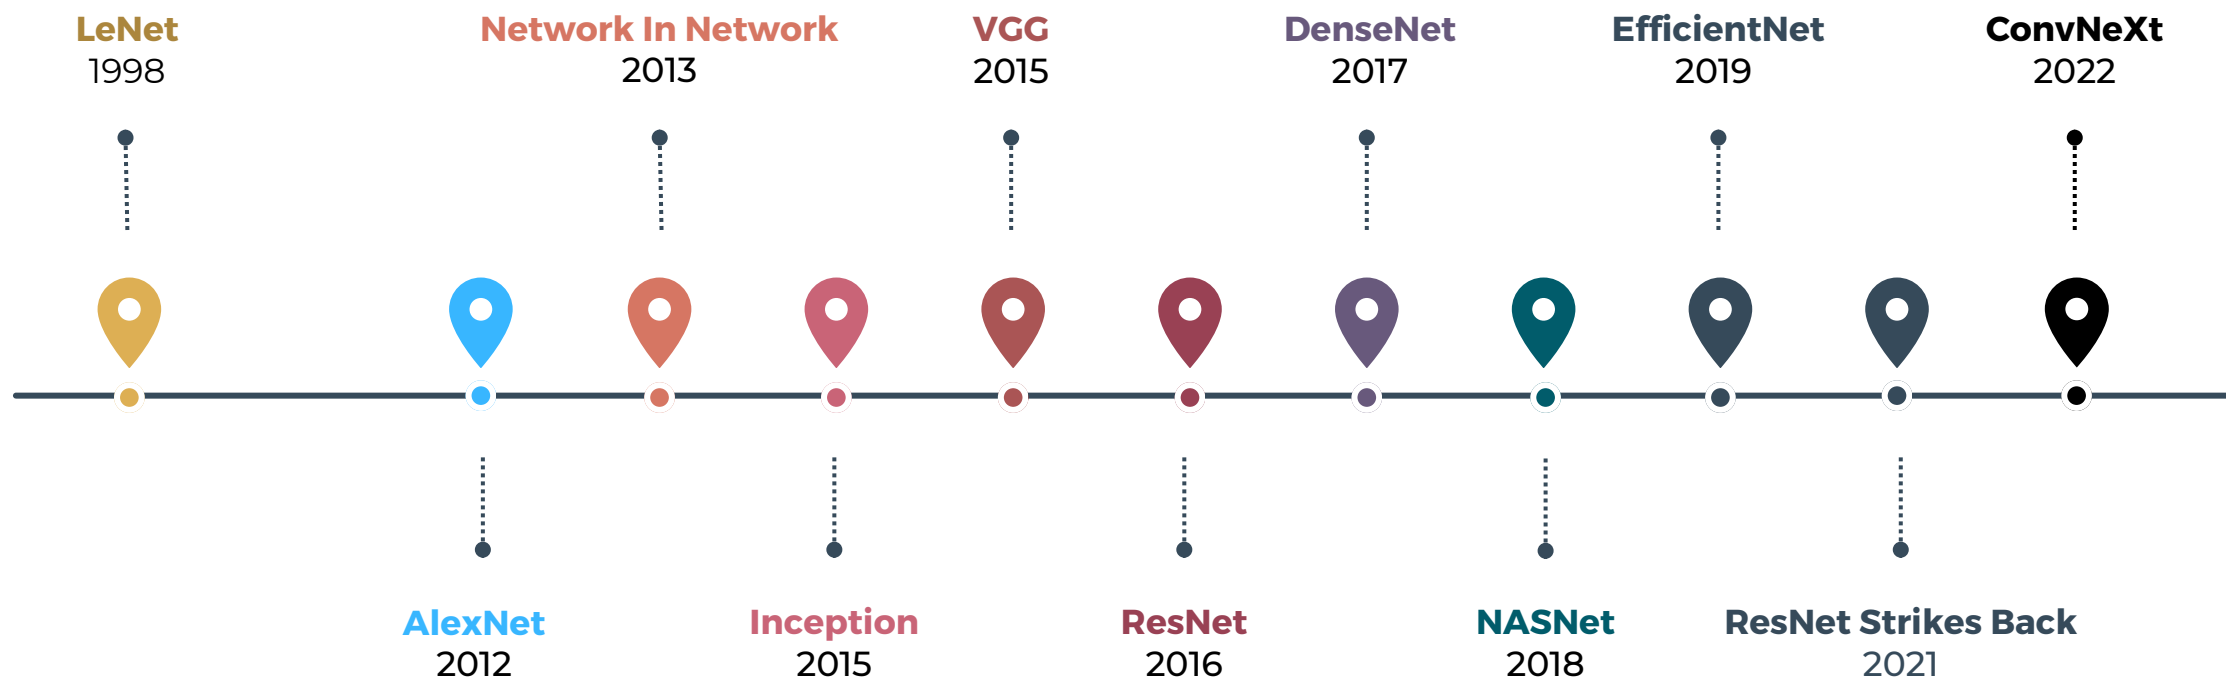 LeNet
1998
Network In Network
2013
VGG
2015
DenseNet
2017
EfficientNet
2019
ConvNeXt
2022
AlexNet
2012
Inception
2015
ResNet
2016
NASNet
2018
ResNet Strikes Back
2021